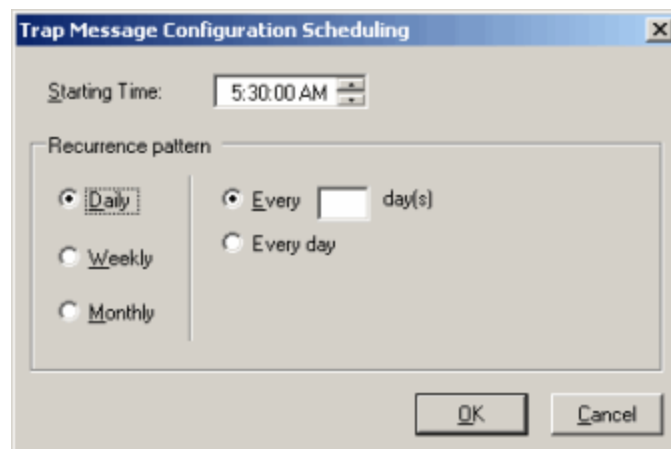 Trap Message Configuration Scheduling
Starting Time: 5:30:00 AM
Recurrence pattern
Daily
Every day(s)
Every day
Weekly
Monthly
OK Cancel